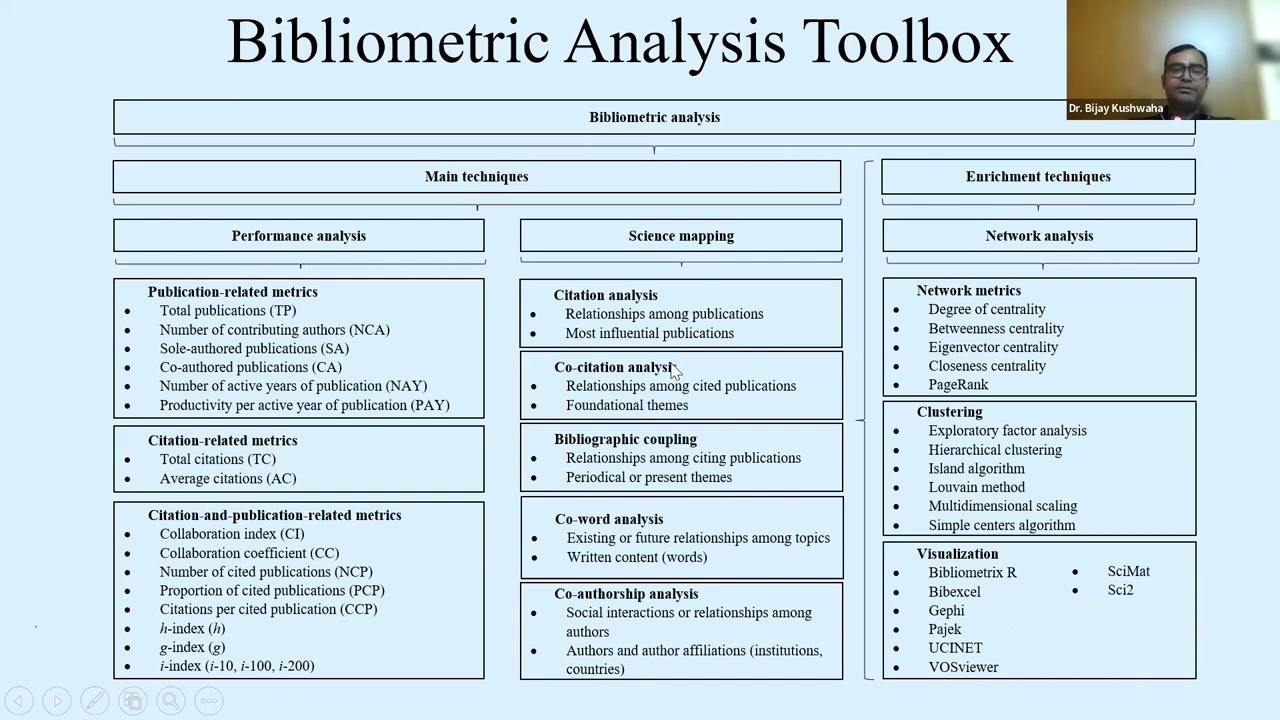 Bibliometric Analysis Toolbox
Dr. Bijay Kushwaha
Bibliometric analysis
Main techniques
Enrichment techniques
Performance analysis
Science mapping
Network analysis
Publication-related metrics
• Total publications (TP)
• Number of contributing authors (NCA)
• Sole-authored publications (SA)
• Co-authored publications (CA)
• Number of active years of publication (NAY)
• Productivity per active year of publication (PAY)
Citation-related metrics
• Total citations (TC)
• Average citations (AC)
Citation-and-publication-related metrics
• Collaboration index (CI)
• Collaboration coefficient (CC)
• Number of cited publications (NCP)
• Proportion of cited publications (PCP)
• Citations per cited publication (CCP)
• h-index (h)
• g-index (g)
• i-index (i-10, i-100, i-200)
Citation analysis
• Relationships among publications
• Most influential publications
Co-citation analysis
• Relationships among cited publications
• Foundational themes
Bibliographic coupling
• Relationships among citing publications
• Periodical or present themes
Co-word analysis
• Existing or future relationships among topics
• Written content (words)
Co-authorship analysis
• Social interactions or relationships among
authors
• Authors and author affiliations (institutions,
countries)
Network metrics
• Degree of centrality
• Betweenness centrality
• Eigenvector centrality
• Closeness centrality
• PageRank
Clustering
• Exploratory factor analysis
• Hierarchical clustering
• Island algorithm
• Louvain method
• Multidimensional scaling
• Simple centers algorithm
Visualization
• Bibliometrix R
• Bibexcel
• Gephi
• Pajek
• UCINET
• VOSviewer
• SciMat
• Sci2